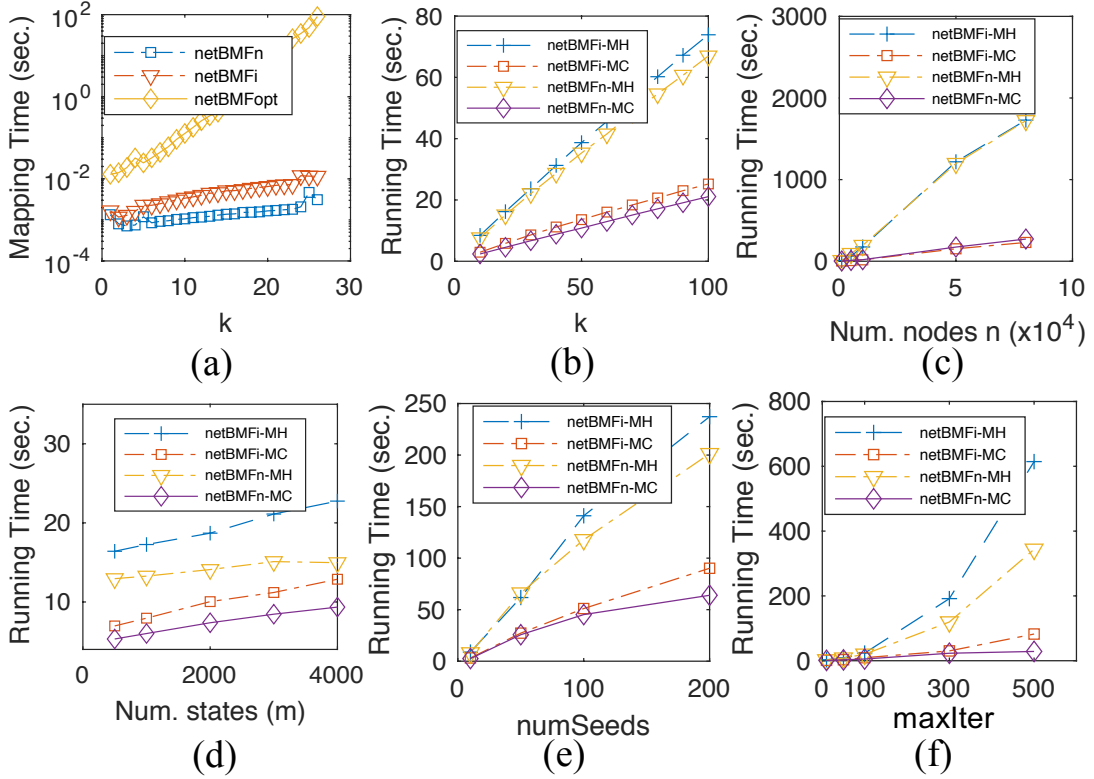 Mapping Time (sec.)
10^2
10^0
10^-2
10^-4
netBMFn
netBMFi
netBMFopt
0
10
20
30
k
(a)
Running Time (sec.)
80
60
40
20
0
netBMFi-MH
netBMFi-MC
netBMFn-MH
netBMFn-MC
0
50
100
k
(b)
Running Time (sec.)
3000
2000
1000
0
netBMFi-MH
netBMFi-MC
netBMFn-MH
netBMFn-MC
0
5
10
Num. nodes n (x10^4)
(c)
Running Time (sec.)
30
20
10
netBMFi-MH
netBMFi-MC
netBMFn-MH
netBMFn-MC
0
2000
4000
Num. states (m)
(d)
Running Time (sec.)
250
200
150
100
50
0
netBMFi-MH
netBMFi-MC
netBMFn-MH
netBMFn-MC
0
100
200
numSeeds
(e)
Running Time (sec.)
800
600
400
200
0
netBMFi-MH
netBMFi-MC
netBMFn-MH
netBMFn-MC
0
100
300
500
maxIter
(f)